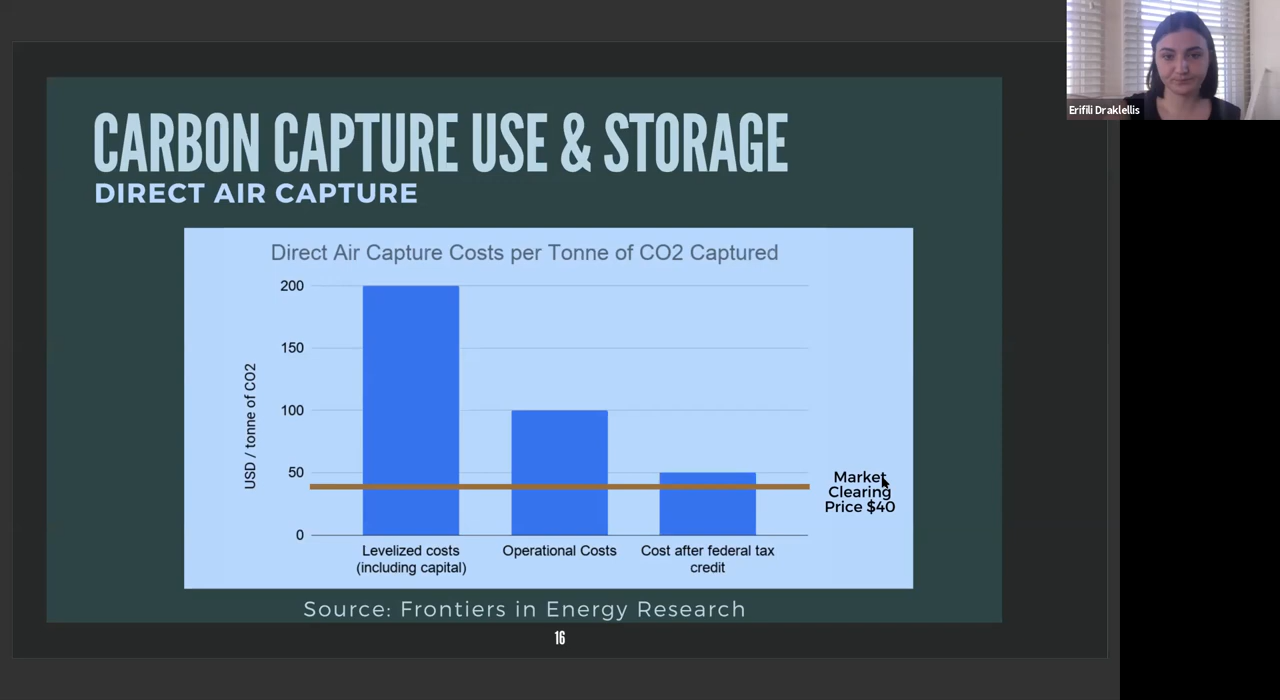 Erifili Draklellis
CARBON CAPTURE USE & STORAGE
DIRECT AIR CAPTURE
Direct Air Capture Costs per Tonne of CO2 Captured
USD / tonne of CO2
200
150
100
50
0
Market
Clearing
Price $40
Levelized costs
(including capital)
Operational Costs
Cost after federal tax
credit
Source: Frontiers in Energy Research
16